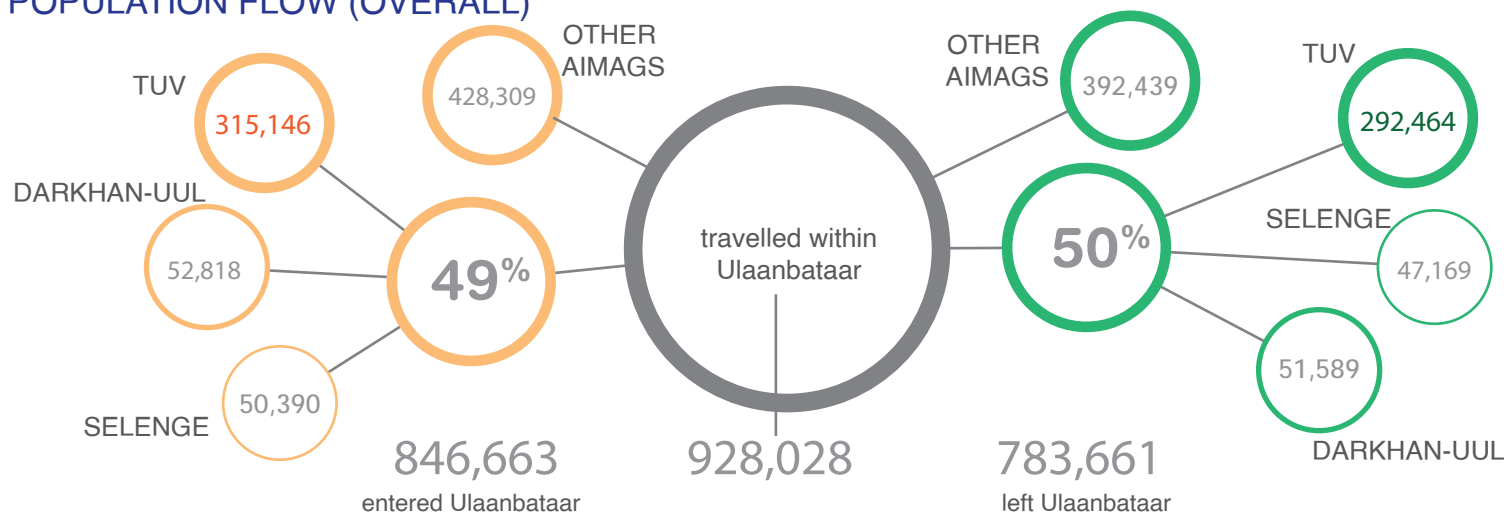 POPULATION FLOW (OVERALL)
OTHER
AIMAGS
428,309
TUV
315,146
DARKHAN-UUL
52,818
49%
SELENGE
50,390
846,663
entered Ulaanbataar
travelled within
Ulaanbataar
928,028
OTHER
AIMAGS
392,439
TUV
292,464
50%
SELENGE
47,169
51,589
DARKHAN-UUL
783,661
left Ulaanbataar